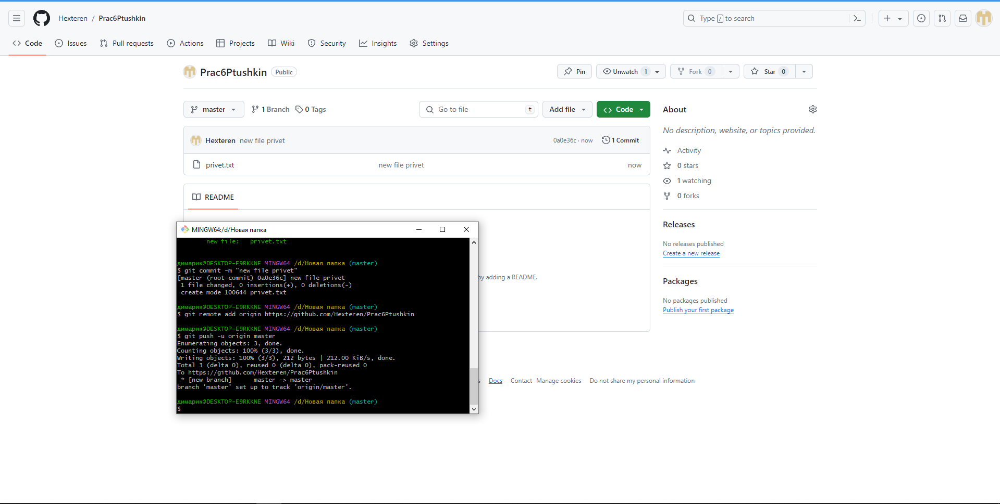 Hexteren / Prac6Ptushkin
Type / to search
Code
Issues
Pull requests
Actions
Projects
Wiki
Security
Insights
Settings
Prac6Ptushkin Public
Pin
Unwatch 1
Fork 0
Star 0
master
1 Branch
0 Tags
Go to file t
Add file
Code
Hexteren new file privet
0a0e36c · now
1 Commit
privet.txt
new file privet
now
README
by adding a README.
About
No description, website, or topics provided.
Activity
0 stars
1 watching
0 forks
Releases
No releases published
Create a new release
Packages
No packages published
Publish your first package
MINGW64:/d/Новая папка
new file:   privet.txt
димарик@DESKTOP-E9RKKNE MINGW64 /d/Новая папка (master)
$ git commit -m "new file privet"
[master (root-commit) 0a0e36c] new file privet
1 file changed, 0 insertions(+), 0 deletions(-)
create mode 100644 privet.txt
димарик@DESKTOP-E9RKKNE MINGW64 /d/Новая папка (master)
$ git remote add origin https://github.com/Hexteren/Prac6Ptushkin
димарик@DESKTOP-E9RKKNE MINGW64 /d/Новая папка (master)
$ git push -u origin master
Enumerating objects: 3, done.
Counting objects: 100% (3/3), done.
Writing objects: 100% (3/3), 212 bytes | 212.00 KiB/s, done.
Total 3 (delta 0), reused 0 (delta 0), pack-reused 0
To https://github.com/Hexteren/Prac6Ptushkin
* [new branch]      master -> master
branch 'master' set up to track 'origin/master'.
димарик@DESKTOP-E9RKKNE MINGW64 /d/Новая папка (master)
$
Docs
Contact
Manage cookies
Do not share my personal information